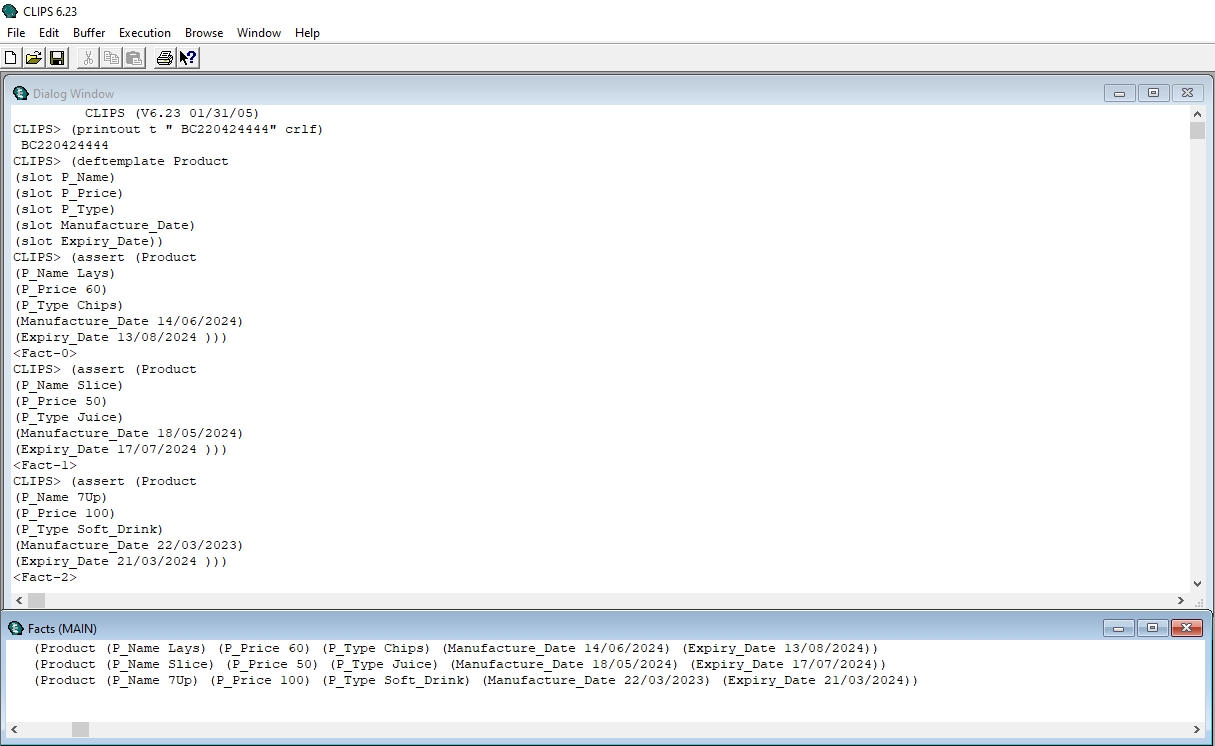 CLIPS 6.23
File Edit Buffer Execution Browse Window Help
Dialog Window
CLIPS (V6.23 01/31/05)
CLIPS> (printout t " BC220424444" crlf)
BC220424444
CLIPS> (deftemplate Product
(slot P_Name)
(slot P_Price)
(slot P_Type)
(slot Manufacture_Date)
(slot Expiry_Date))
CLIPS> (assert (Product
(P_Name Lays)
(P_Price 60)
(P_Type Chips)
(Manufacture_Date 14/06/2024)
(Expiry_Date 13/08/2024 )))
<Fact-0>
CLIPS> (assert (Product
(P_Name Slice)
(P_Price 50)
(P_Type Juice)
(Manufacture_Date 18/05/2024)
(Expiry_Date 17/07/2024 )))
<Fact-1>
CLIPS> (assert (Product
(P_Name 7Up)
(P_Price 100)
(P_Type Soft_Drink)
(Manufacture_Date 22/03/2023)
(Expiry_Date 21/03/2024 )))
<Fact-2>
Facts (MAIN)
(Product (P_Name Lays) (P_Price 60) (P_Type Chips) (Manufacture_Date 14/06/2024) (Expiry_Date 13/08/2024))
(Product (P_Name Slice) (P_Price 50) (P_Type Juice) (Manufacture_Date 18/05/2024) (Expiry_Date 17/07/2024))
(Product (P_Name 7Up) (P_Price 100) (P_Type Soft_Drink) (Manufacture_Date 22/03/2023) (Expiry_Date 21/03/2024))